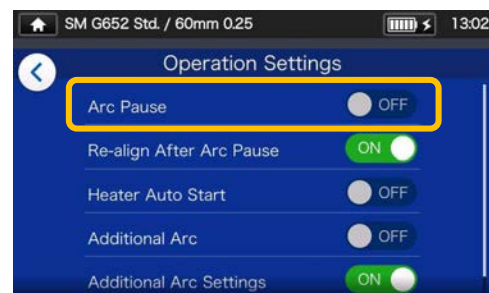 SM G652 Std. / 60mm 0.25 13:02
Operation Settings
Arc Pause OFF
Re-align After Arc Pause ON
Heater Auto Start OFF
Additional Arc OFF
Additional Arc Settings ON